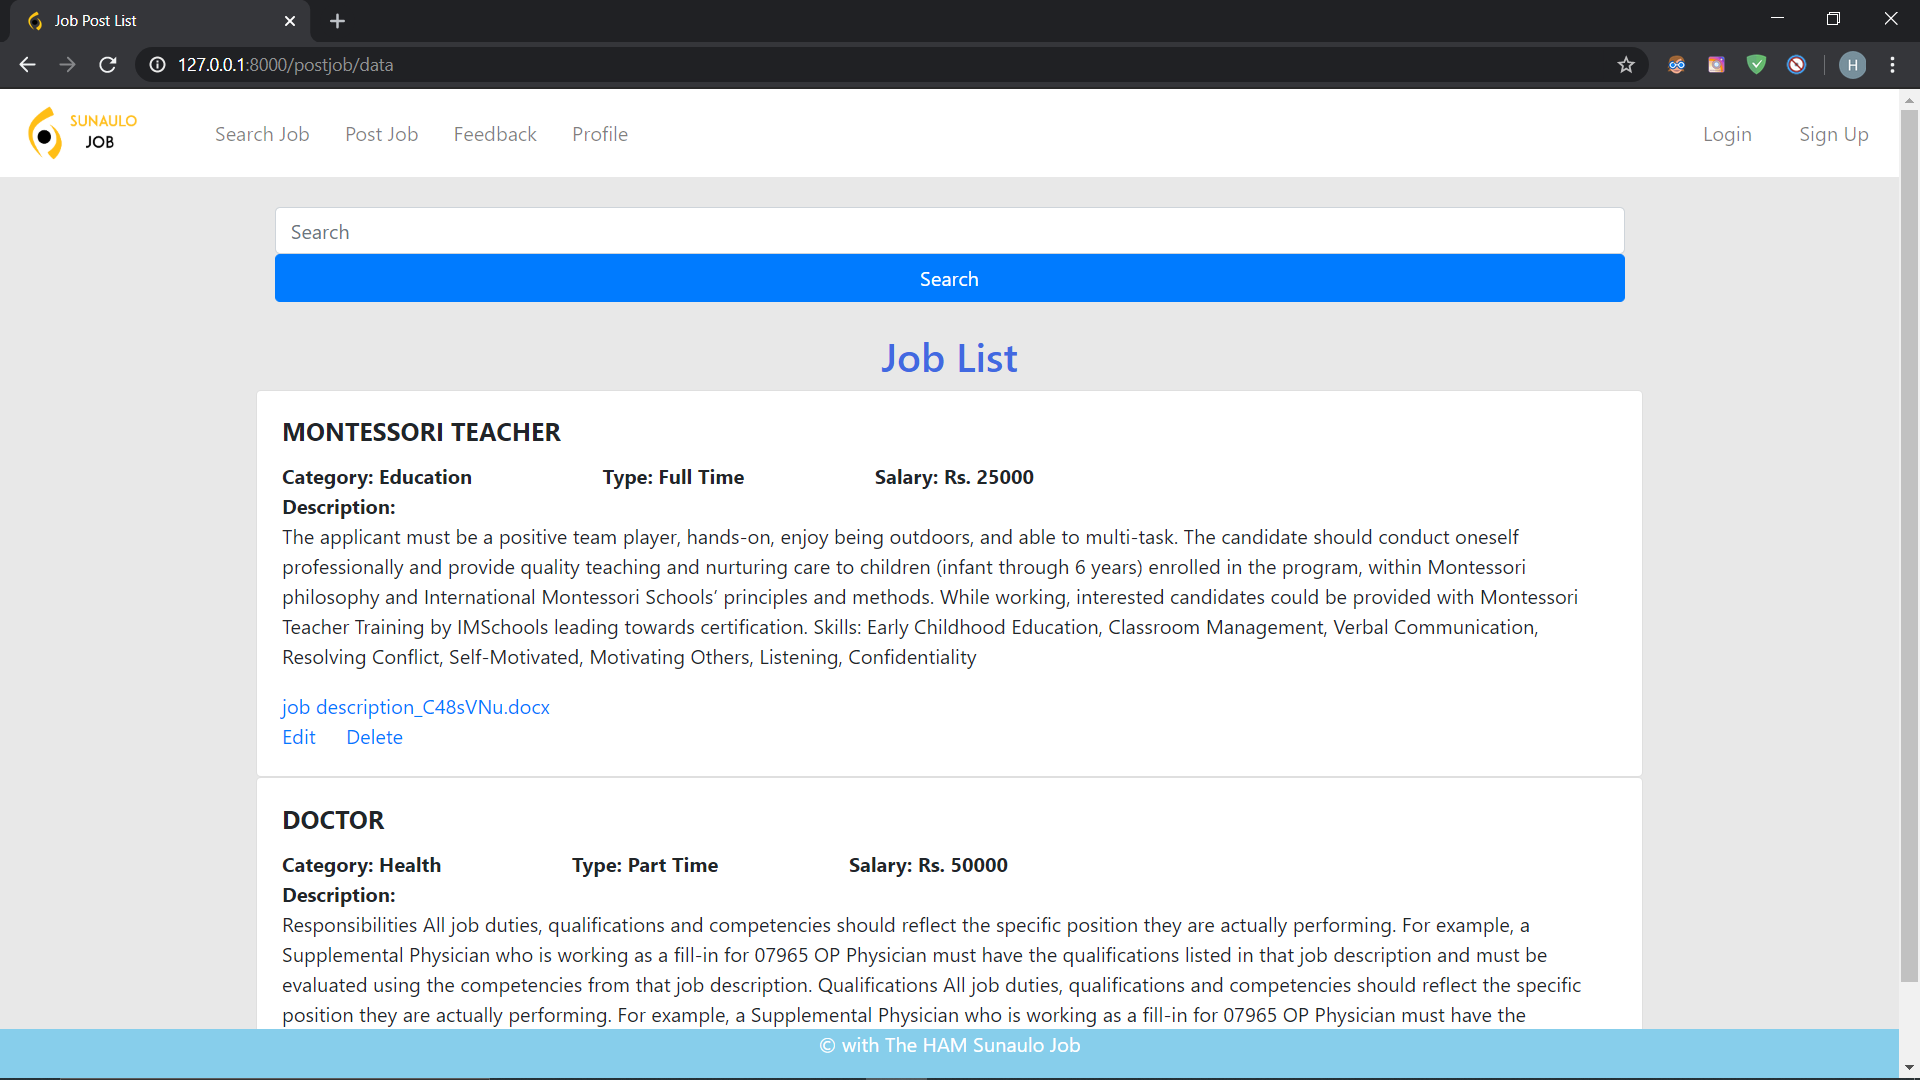 Job Post List
127.0.0.1:8000/postjob/data
H
SUNAULO
JOB
Search Job Post Job Feedback Profile Login Sign Up
Search
Search
Job List
MONTESSORI TEACHER
Category: Education Type: Full Time Salary: Rs. 25000
Description:
The applicant must be a positive team player, hands-on, enjoy being outdoors, and able to multi-task. The candidate should conduct oneself
professionally and provide quality teaching and nurturing care to children (infant through 6 years) enrolled in the program, within Montessori
philosophy and International Montessori Schools’ principles and methods. While working, interested candidates could be provided with Montessori
Teacher Training by IMSchools leading towards certification. Skills: Early Childhood Education, Classroom Management, Verbal Communication,
Resolving Conflict, Self-Motivated, Motivating Others, Listening, Confidentiality
job description_C48sVNu.docx
Edit Delete
DOCTOR
Category: Health Type: Part Time Salary: Rs. 50000
Description:
Responsibilities All job duties, qualifications and competencies should reflect the specific position they are actually performing. For example, a
Supplemental Physician who is working as a fill-in for 07965 OP Physician must have the qualifications listed in that job description and must be
evaluated using the competencies from that job description. Qualifications All job duties, qualifications and competencies should reflect the specific
position they are actually performing. For example, a Supplemental Physician who is working as a fill-in for 07965 OP Physician must have the
© with The HAM Sunaulo Job